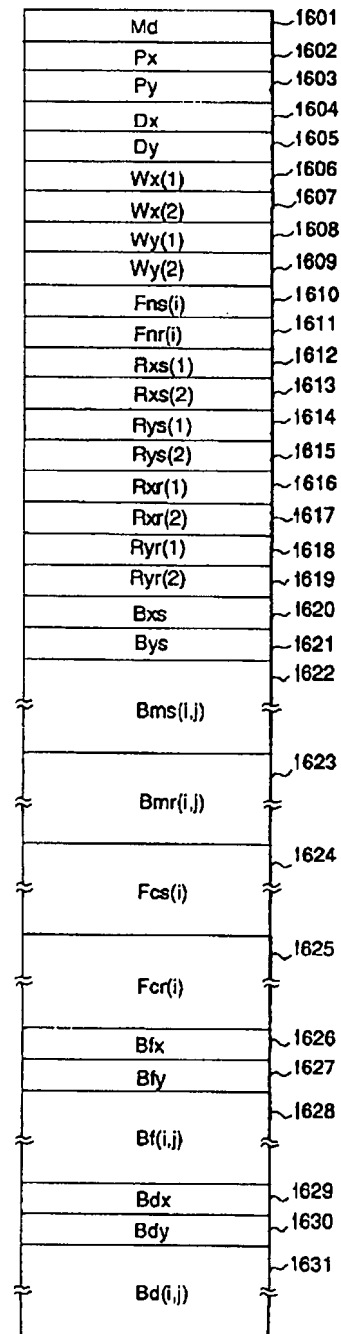 Md 1601
Px 1602
Py 1603
Dx 1604
Dy 1605
Wx(1) 1606
Wx(2) 1607
Wy(1) 1608
Wy(2) 1609
Fns(i) 1610
Fnr(i) 1611
Rxs(1) 1612
Rxs(2) 1613
Rys(1) 1614
Rys(2) 1615
Rxr(1) 1616
Rxr(2) 1617
Ryr(1) 1618
Ryr(2) 1619
Bxs 1620
Bys 1621
1622
Bms(i,j)
1623
Bmr(i,j)
1624
Fcs(i)
1625
Fcr(i)
Bfx 1626
Bfy 1627
1628
Bf(i,j)
Bdx 1629
Bdy 1630
1631
Bd(i,j)